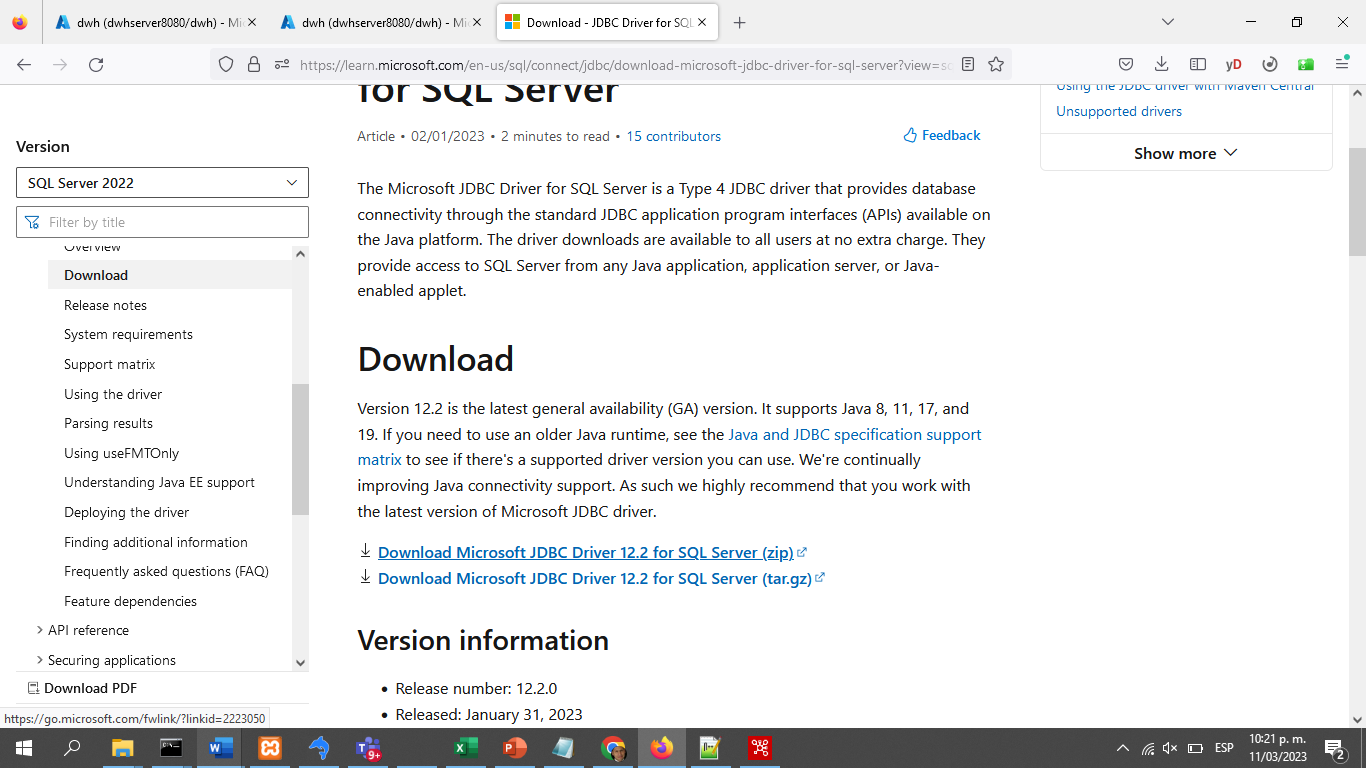 dwh (dwhserver8080/dwh) - Mic
dwh (dwhserver8080/dwh) - Mic
Download - JDBC Driver for SQL
https://learn.microsoft.com/en-us/sql/connect/jdbc/download-microsoft-jdbc-driver-for-sql-server?view=sq
yD
for SQL Server
Article • 02/01/2023 • 2 minutes to read • 15 contributors
Feedback
Using the JDBC driver with Maven Central
Unsupported drivers
Show more
Version
SQL Server 2022
Filter by title
Overview
Download
Release notes
System requirements
Support matrix
Using the driver
Parsing results
Using useFMTOnly
Understanding Java EE support
Deploying the driver
Finding additional information
Frequently asked questions (FAQ)
Feature dependencies
API reference
Securing applications
Download PDF
The Microsoft JDBC Driver for SQL Server is a Type 4 JDBC driver that provides database
connectivity through the standard JDBC application program interfaces (APIs) available on
the Java platform. The driver downloads are available to all users at no extra charge. They
provide access to SQL Server from any Java application, application server, or Java-
enabled applet.
Download
Version 12.2 is the latest general availability (GA) version. It supports Java 8, 11, 17, and
19. If you need to use an older Java runtime, see the Java and JDBC specification support
matrix to see if there's a supported driver version you can use. We're continually
improving Java connectivity support. As such we highly recommend that you work with
the latest version of Microsoft JDBC driver.
Download Microsoft JDBC Driver 12.2 for SQL Server (zip)
Download Microsoft JDBC Driver 12.2 for SQL Server (tar.gz)
Version information
• Release number: 12.2.0
• Released: January 31, 2023
https://go.microsoft.com/fwlink/?linkid=2223050
9+
ESP
10:21 p. m.
11/03/2023
2